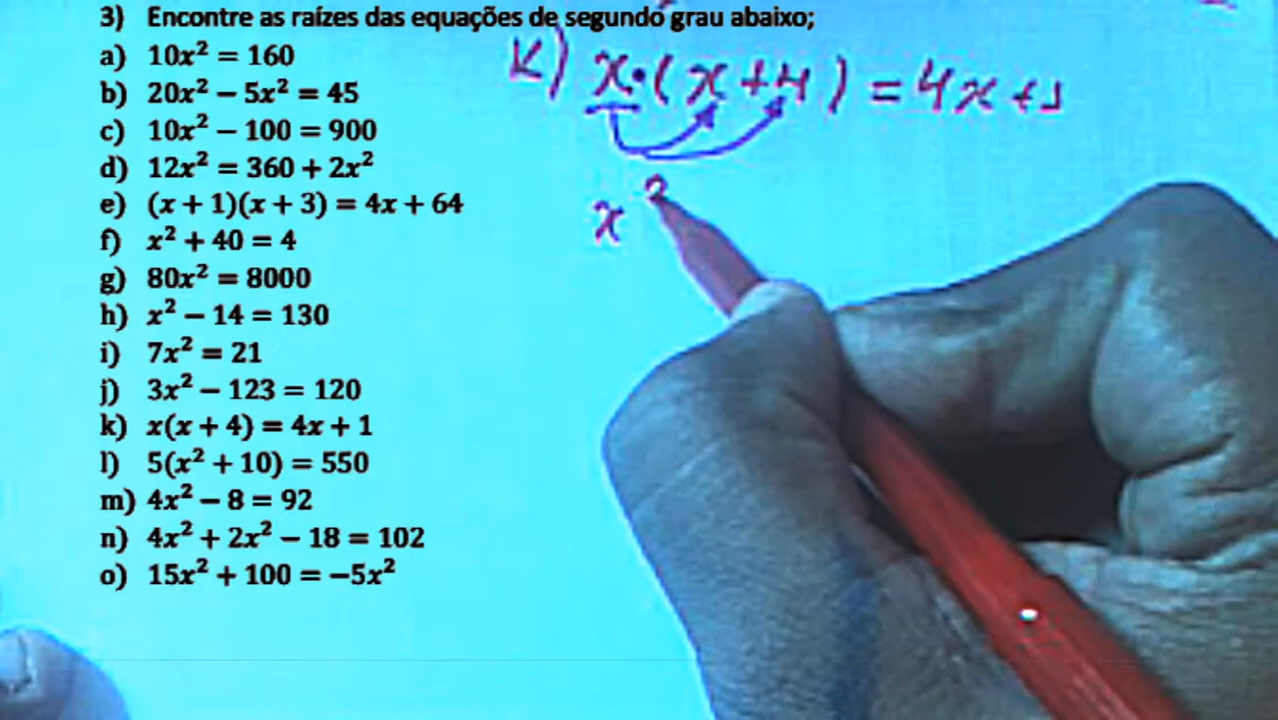 3) Encontre as raízes das equações de segundo grau abaixo;
a) 10x² = 160
b) 20x² – 5x² = 45
c) 10x² – 100 = 900
d) 12x² = 360 + 2x²
e) (x + 1)(x + 3) = 4x + 64
f) x² + 40 = 4
g) 80x² = 8000
h) x² – 14 = 130
i) 7x² = 21
j) 3x² – 123 = 120
k) x(x + 4) = 4x + 1
l) 5(x² + 10) = 550
m) 4x² – 8 = 92
n) 4x² + 2x² – 18 = 102
o) 15x² + 100 = –5x²
K) x·(x+4) = 4x+1
x²